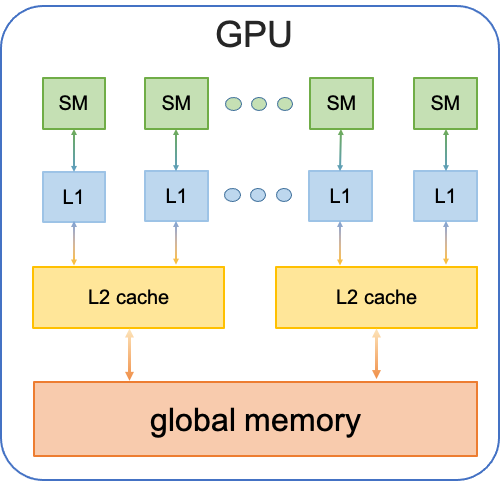 GPU
SM SM SM SM
L1 L1 L1 L1
L2 cache L2 cache
global memory